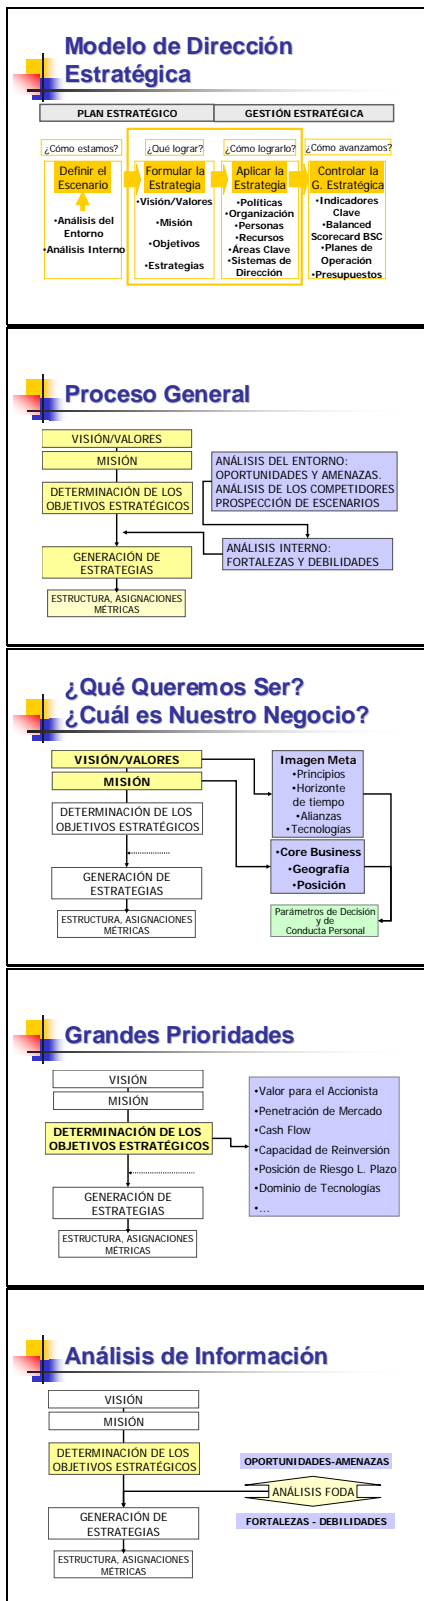 Modelo de Dirección
Estratégica
PLAN ESTRATÉGICO
GESTIÓN ESTRATÉGICA
¿Cómo estamos?
¿Qué lograr?
¿Cómo lograrlo?
¿Cómo avanzamos?
Definir el
Escenario
•Análisis del
Entorno
•Análisis Interno
Formular la
Estrategia
•Visión/Valores
•Misión
•Objetivos
•Estrategias
Aplicar la
Estrategia
•Políticas
•Organización
•Personas
•Recursos
•Áreas Clave
•Sistemas de
Dirección
Controlar la
G. Estratégica
•Indicadores
Clave
•Balanced
Scorecard BSC
•Planes de
Operación
•Presupuestos
Proceso General
VISIÓN/VALORES
MISIÓN
DETERMINACIÓN DE LOS
OBJETIVOS ESTRATÉGICOS
GENERACIÓN DE
ESTRATEGIAS
ESTRUCTURA, ASIGNACIONES
MÉTRICAS
ANÁLISIS DEL ENTORNO:
OPORTUNIDADES Y AMENAZAS.
ANÁLISIS DE LOS COMPETIDORES
PROSPECCIÓN DE ESCENARIOS
ANÁLISIS INTERNO:
FORTALEZAS Y DEBILIDADES
¿Qué Queremos Ser?
¿Cuál es Nuestro Negocio?
VISIÓN/VALORES
MISIÓN
DETERMINACIÓN DE LOS
OBJETIVOS ESTRATÉGICOS
GENERACIÓN DE
ESTRATEGIAS
ESTRUCTURA, ASIGNACIONES
MÉTRICAS
Imagen Meta
•Principios
•Horizonte
de tiempo
•Alianzas
•Tecnologías
•Core Business
•Geografía
•Posición
Parámetros de Decisión
y de
Conducta Personal
Grandes Prioridades
VISIÓN
MISIÓN
DETERMINACIÓN DE LOS
OBJETIVOS ESTRATÉGICOS
GENERACIÓN DE
ESTRATEGIAS
ESTRUCTURA, ASIGNACIONES
MÉTRICAS
•Valor para el Accionista
•Penetración de Mercado
•Cash Flow
•Capacidad de Reinversión
•Posición de Riesgo L. Plazo
•Dominio de Tecnologías
•...
Análisis de Información
VISIÓN
MISIÓN
DETERMINACIÓN DE LOS
OBJETIVOS ESTRATÉGICOS
GENERACIÓN DE
ESTRATEGIAS
ESTRUCTURA, ASIGNACIONES
MÉTRICAS
OPORTUNIDADES-AMENAZAS
ANÁLISIS FODA
FORTALEZAS - DEBILIDADES